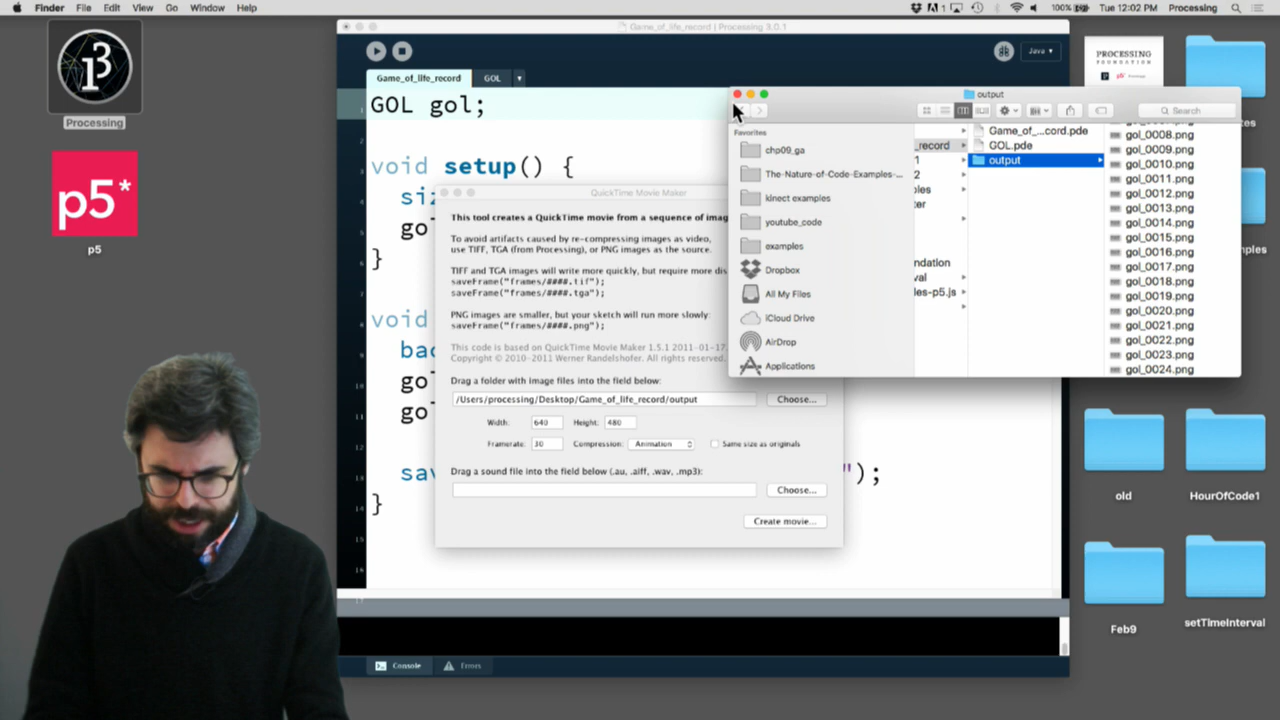 Finder File Edit View Go Window Help
100% Tue 12:02 PM Processing
Processing
p5*
p5
Game_of_life_record | Processing 3.0.1
Java
Game_of_life_record GOL
1 GOL gol;
void setup() {
siz
go
}
void
bac
go
go
sav
");
}
QuickTime Movie Maker
This tool creates a QuickTime movie from a sequence of imag
To avoid artifacts caused by re-compressing images as video,
use TIFF, TGA (from Processing), or PNG images as the source.
TIFF and TGA images will write more quickly, but require more dis
saveFrame("frames/####.tif");
saveFrame("frames/####.tga");
PNG images are smaller, but your sketch will run more slowly:
saveFrame("frames/####.png");
This code is based on QuickTime Movie Maker 1.5.1 2011-01-17.
Copyright © 2010-2011 Werner Randelshofer. All rights reserved.
Drag a folder with image files into the field below:
/Users/processing/Desktop/Game_of_life_record/output Choose...
Width: 640 Height: 480
Framerate: 30 Compression: Animation Same size as originals
Drag a sound file into the field below (.au, .aiff, .wav, .mp3):
Choose...
Create movie...
Console Errors
output
Search
Favorites
chp09_ga
The-Nature-of-Code-Examples-...
kinect examples
youtube_code
examples
Dropbox
All My Files
iCloud Drive
AirDrop
Applications
_record
1
2
ples
ter
ndation
val
les-p5.js
Game_of_...cord.pde
GOL.pde
output
gol_0008.png
gol_0009.png
gol_0010.png
gol_0011.png
gol_0012.png
gol_0013.png
gol_0014.png
gol_0015.png
gol_0016.png
gol_0017.png
gol_0018.png
gol_0019.png
gol_0020.png
gol_0021.png
gol_0022.png
gol_0023.png
gol_0024.png
PROCESSING
FOUNDATION
old
HourOfCode1
Feb9
setTimeInterval